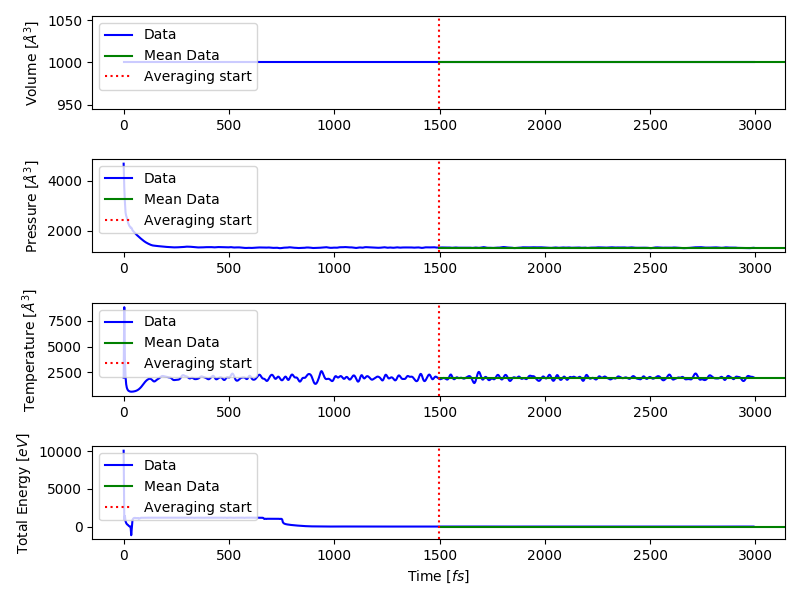 Volume [Å³]
1050
1000
950
Data
Mean Data
Averaging start
0 500 1000 1500 2000 2500 3000
Pressure [Å³]
4000
2000
Data
Mean Data
Averaging start
0 500 1000 1500 2000 2500 3000
Temperature [Å³]
7500
5000
2500
Data
Mean Data
Averaging start
0 500 1000 1500 2000 2500 3000
Total Energy [eV]
10000
5000
0
Data
Mean Data
Averaging start
0 500 1000 1500 2000 2500 3000
Time [fs]